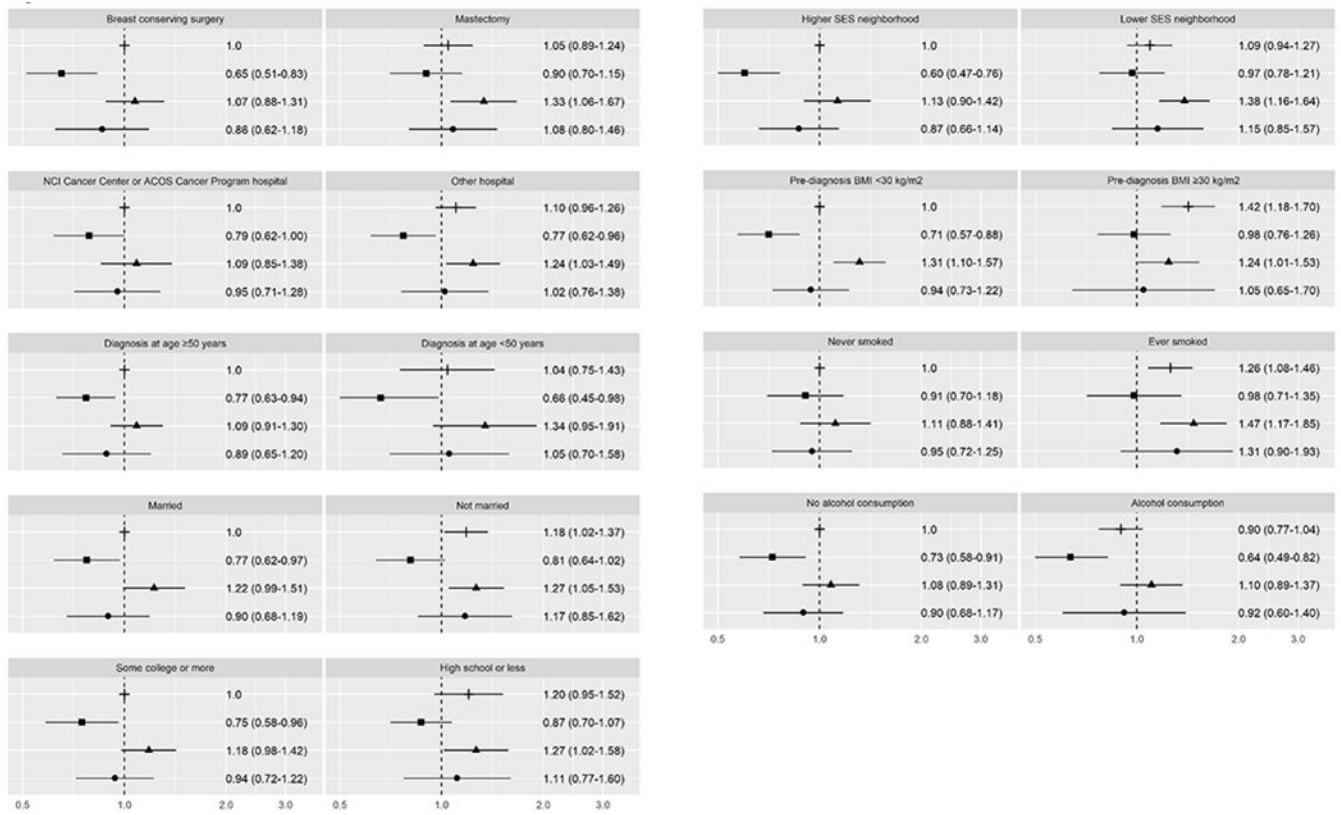 Breast conserving surgery Mastectomy
1.0 1.05 (0.89-1.24)
0.65 (0.51-0.83) 0.90 (0.70-1.15)
1.07 (0.88-1.31) 1.33 (1.06-1.67)
0.86 (0.62-1.18) 1.08 (0.80-1.46)
NCI Cancer Center or ACOS Cancer Program hospital Other hospital
1.0 1.10 (0.96-1.26)
0.79 (0.62-1.00) 0.77 (0.62-0.96)
1.09 (0.85-1.38) 1.24 (1.03-1.49)
0.95 (0.71-1.28) 1.02 (0.76-1.38)
Diagnosis at age ≥50 years Diagnosis at age <50 years
1.0 1.04 (0.75-1.43)
0.77 (0.63-0.94) 0.66 (0.45-0.98)
1.09 (0.91-1.30) 1.34 (0.95-1.91)
0.89 (0.65-1.20) 1.05 (0.70-1.58)
Married Not married
1.0 1.18 (1.02-1.37)
0.77 (0.62-0.97) 0.81 (0.64-1.02)
1.22 (0.99-1.51) 1.27 (1.05-1.53)
0.90 (0.68-1.19) 1.17 (0.85-1.62)
Some college or more High school or less
1.0 1.20 (0.95-1.52)
0.75 (0.58-0.96) 0.87 (0.70-1.07)
1.18 (0.98-1.42) 1.27 (1.02-1.58)
0.94 (0.72-1.22) 1.11 (0.77-1.60)
0.5 1.0 2.0 3.0 0.5 1.0 2.0 3.0
Higher SES neighborhood Lower SES neighborhood
1.0 1.09 (0.94-1.27)
0.60 (0.47-0.76) 0.97 (0.78-1.21)
1.13 (0.90-1.42) 1.38 (1.16-1.64)
0.87 (0.66-1.14) 1.15 (0.85-1.57)
Pre-diagnosis BMI <30 kg/m2 Pre-diagnosis BMI ≥30 kg/m2
1.0 1.42 (1.18-1.70)
0.71 (0.57-0.88) 0.98 (0.76-1.26)
1.31 (1.10-1.57) 1.24 (1.01-1.53)
0.94 (0.73-1.22) 1.05 (0.65-1.70)
Never smoked Ever smoked
1.0 1.26 (1.08-1.46)
0.91 (0.70-1.18) 0.98 (0.71-1.35)
1.11 (0.88-1.41) 1.47 (1.17-1.85)
0.95 (0.72-1.25) 1.31 (0.90-1.93)
No alcohol consumption Alcohol consumption
1.0 0.90 (0.77-1.04)
0.73 (0.58-0.91) 0.64 (0.49-0.82)
1.08 (0.89-1.31) 1.10 (0.89-1.37)
0.90 (0.68-1.17) 0.92 (0.60-1.40)
0.5 1.0 2.0 3.0 0.5 1.0 2.0 3.0